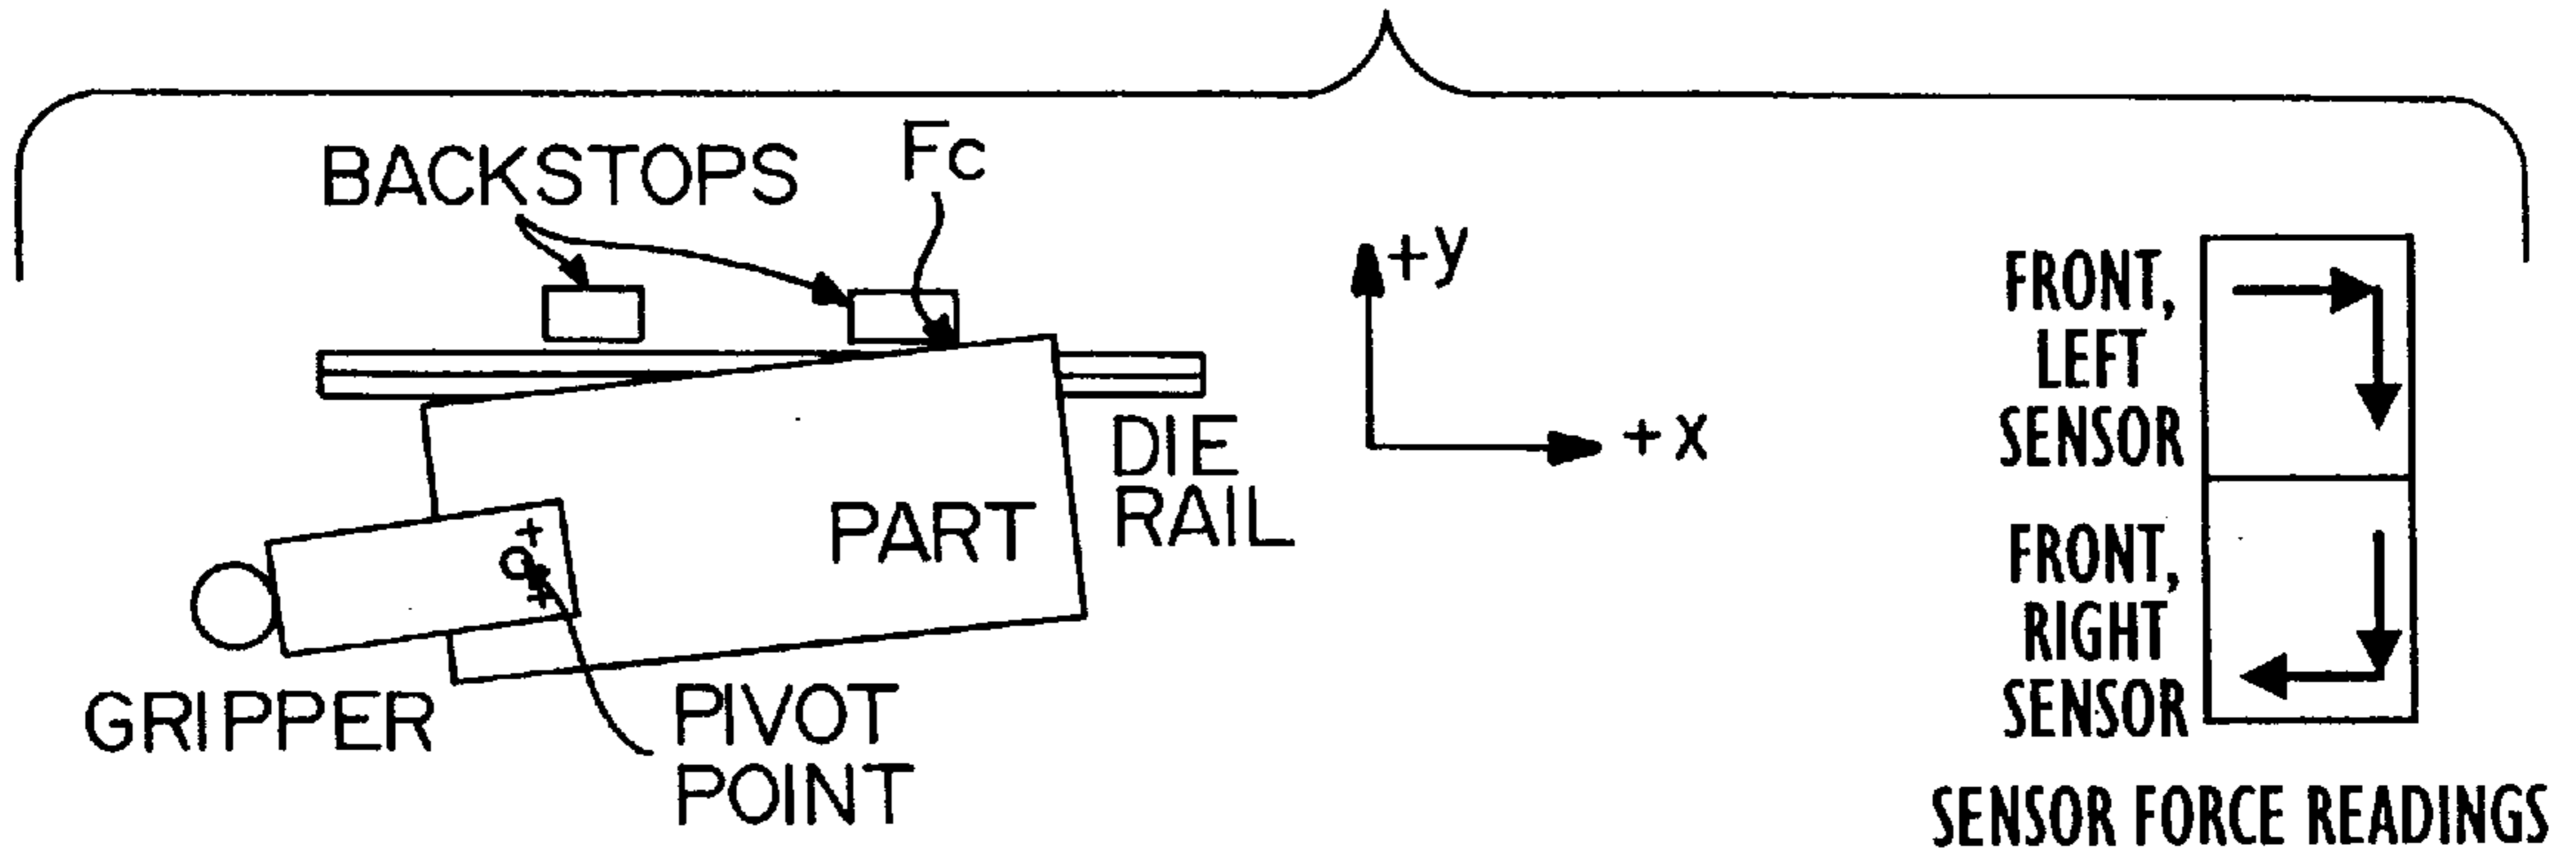 BACKSTOPS
Fc
+y
+x
DIE
RAIL
PART
GRIPPER
PIVOT
POINT
FRONT,
LEFT
SENSOR
FRONT,
RIGHT
SENSOR
SENSOR FORCE READINGS